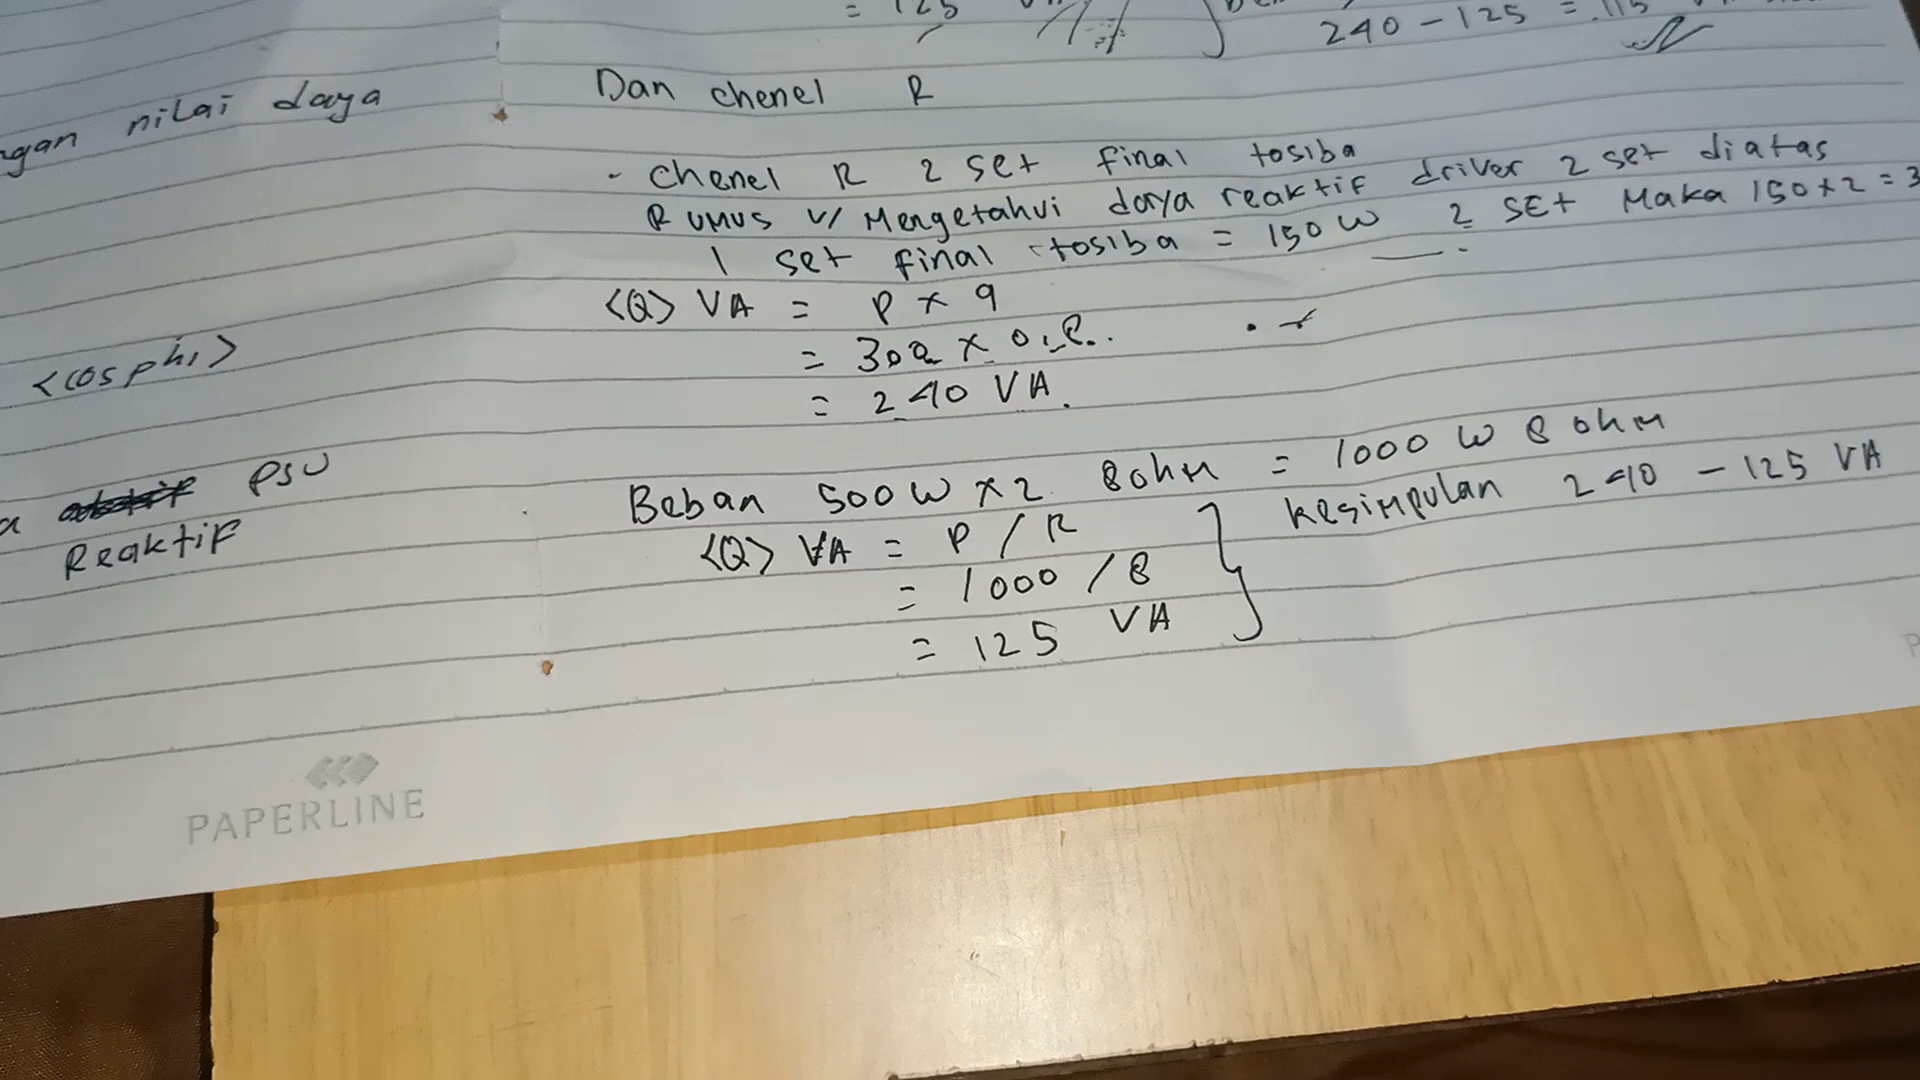 = 125
240 - 125 = 115
ngan nilai daya
Dan chenel R
- Chenel R 2 set final tosiba
Rumus u/ Mengetahui daya reaktif driver 2 set diatas
1 set final tosiba = 150 W 2 SEt Maka 150 x 2 = 3
<Q> VA = P x 9
= 300 x 0,8..
= 240 VA.
<cos phi>
PSU
Reaktif
Beban 500 W x 2 8 ohm = 1000 W 8 ohm
<Q> VA = P / R
= 1000 / 8
= 125 VA
Kesimpulan 240 - 125 VA
PAPERLINE